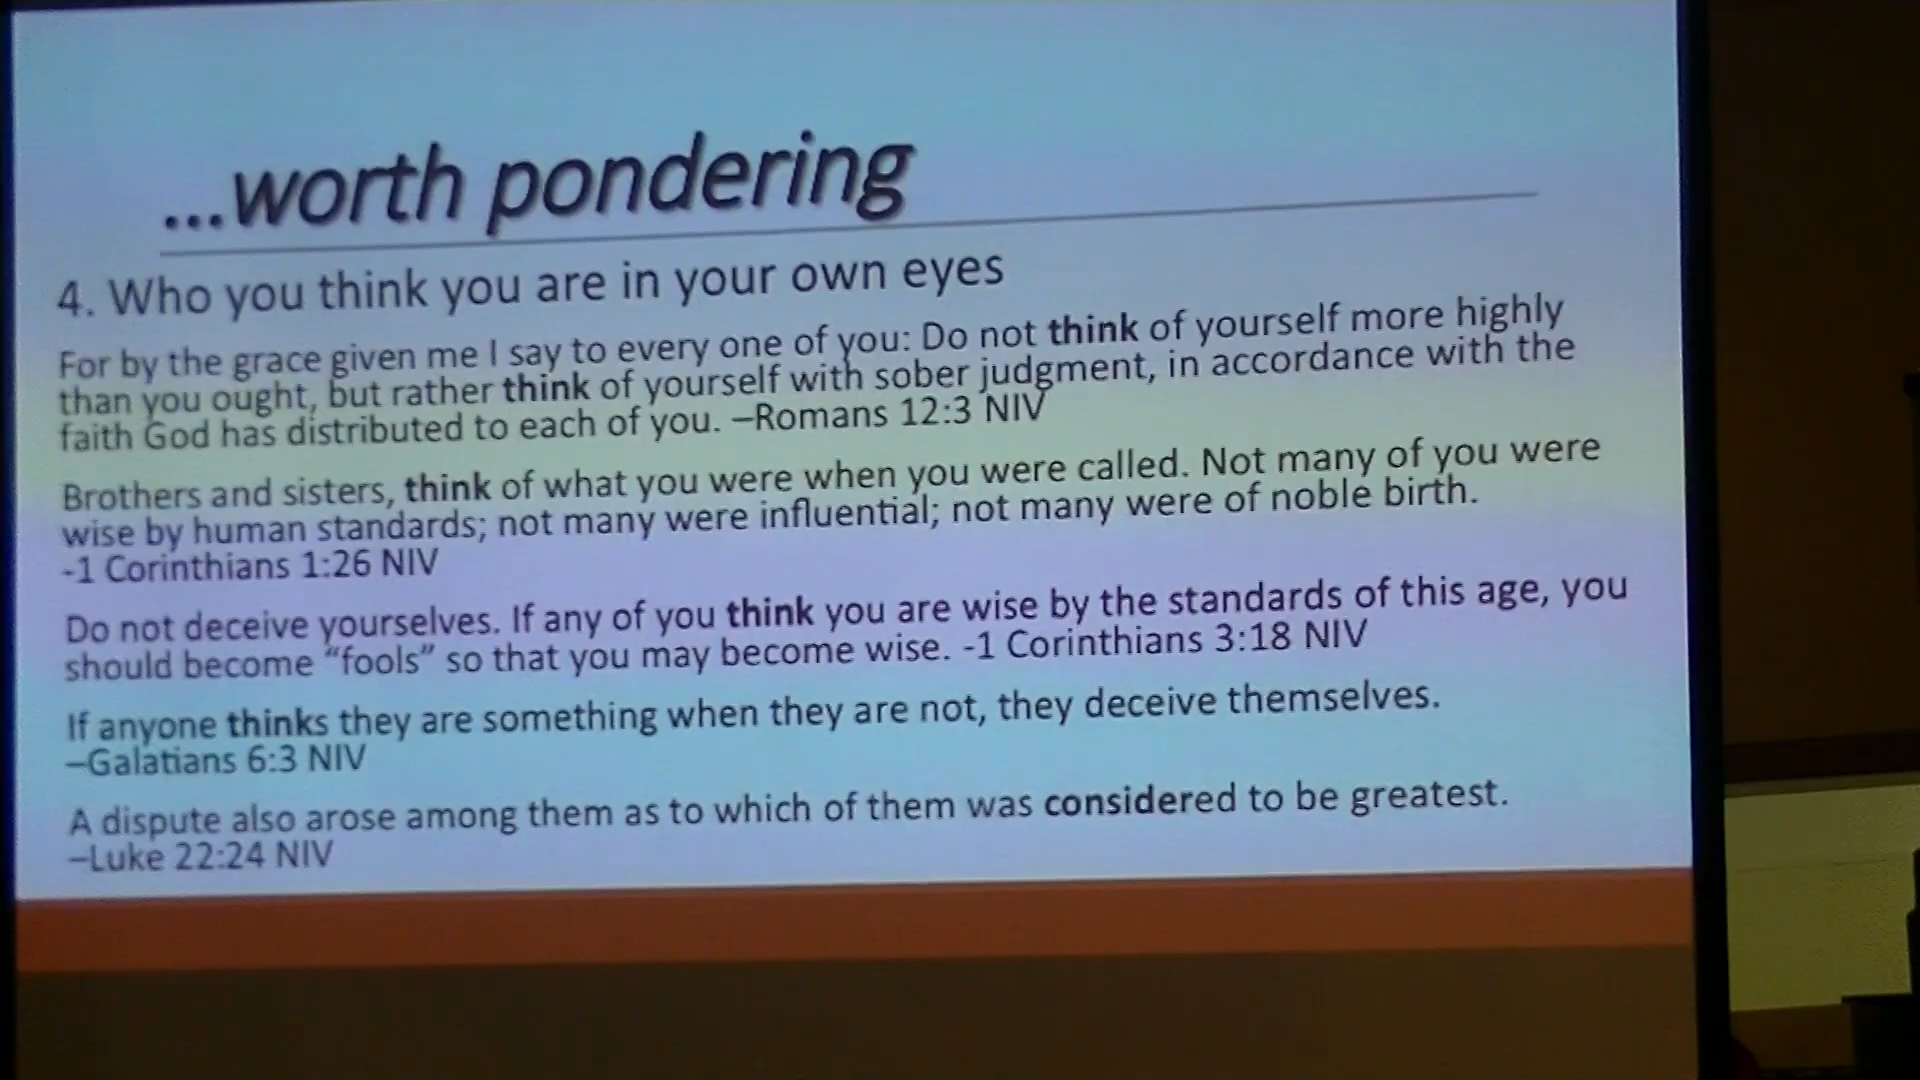 ...worth pondering
4. Who you think you are in your own eyes
For by the grace given me I say to every one of you: Do not think of yourself more highly
than you ought, but rather think of yourself with sober judgment, in accordance with the
faith God has distributed to each of you. –Romans 12:3 NIV
Brothers and sisters, think of what you were when you were called. Not many of you were
wise by human standards; not many were influential; not many were of noble birth.
-1 Corinthians 1:26 NIV
Do not deceive yourselves. If any of you think you are wise by the standards of this age, you
should become “fools” so that you may become wise. -1 Corinthians 3:18 NIV
If anyone thinks they are something when they are not, they deceive themselves.
–Galatians 6:3 NIV
A dispute also arose among them as to which of them was considered to be greatest.
–Luke 22:24 NIV